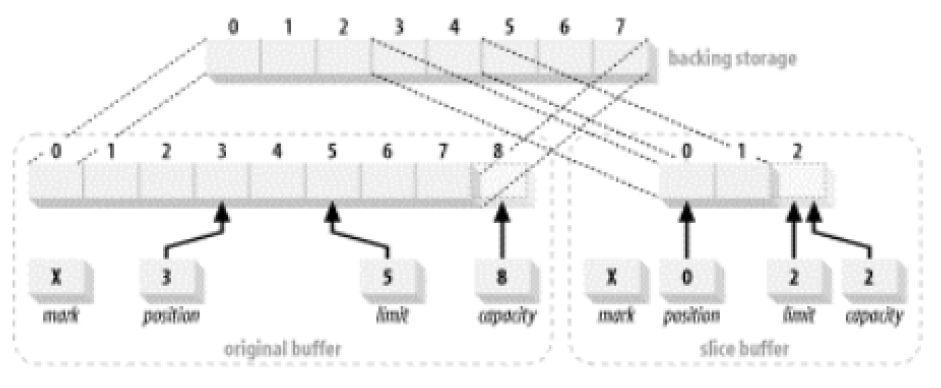 0 1 2 3 4 5 6 7
backing storage
0 1 2 3 4 5 6 7 8
X 3 5 8
mark position limit capacity
original buffer
0 1 2
X 0 2 2
mark position limit capacity
slice buffer